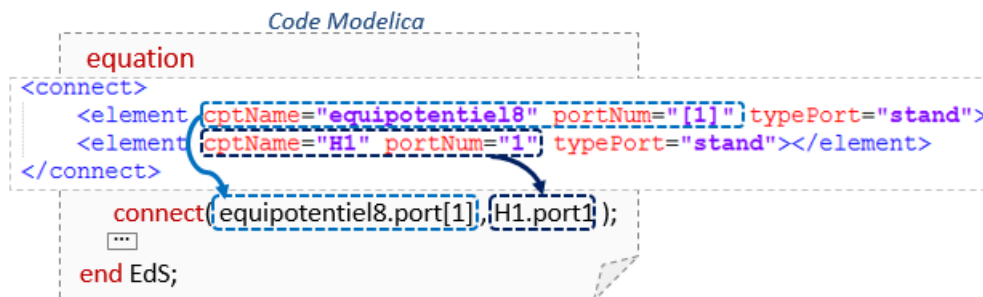 Code Modelica
equation
<connect>
<element cptName="equipotentiel8" portNum="[1]" typePort="stand">
<element cptName="H1" portNum="1" typePort="stand"></element>
</connect>
connect( equipotentiel8.port[1] , H1.port1 );
...
end EdS;